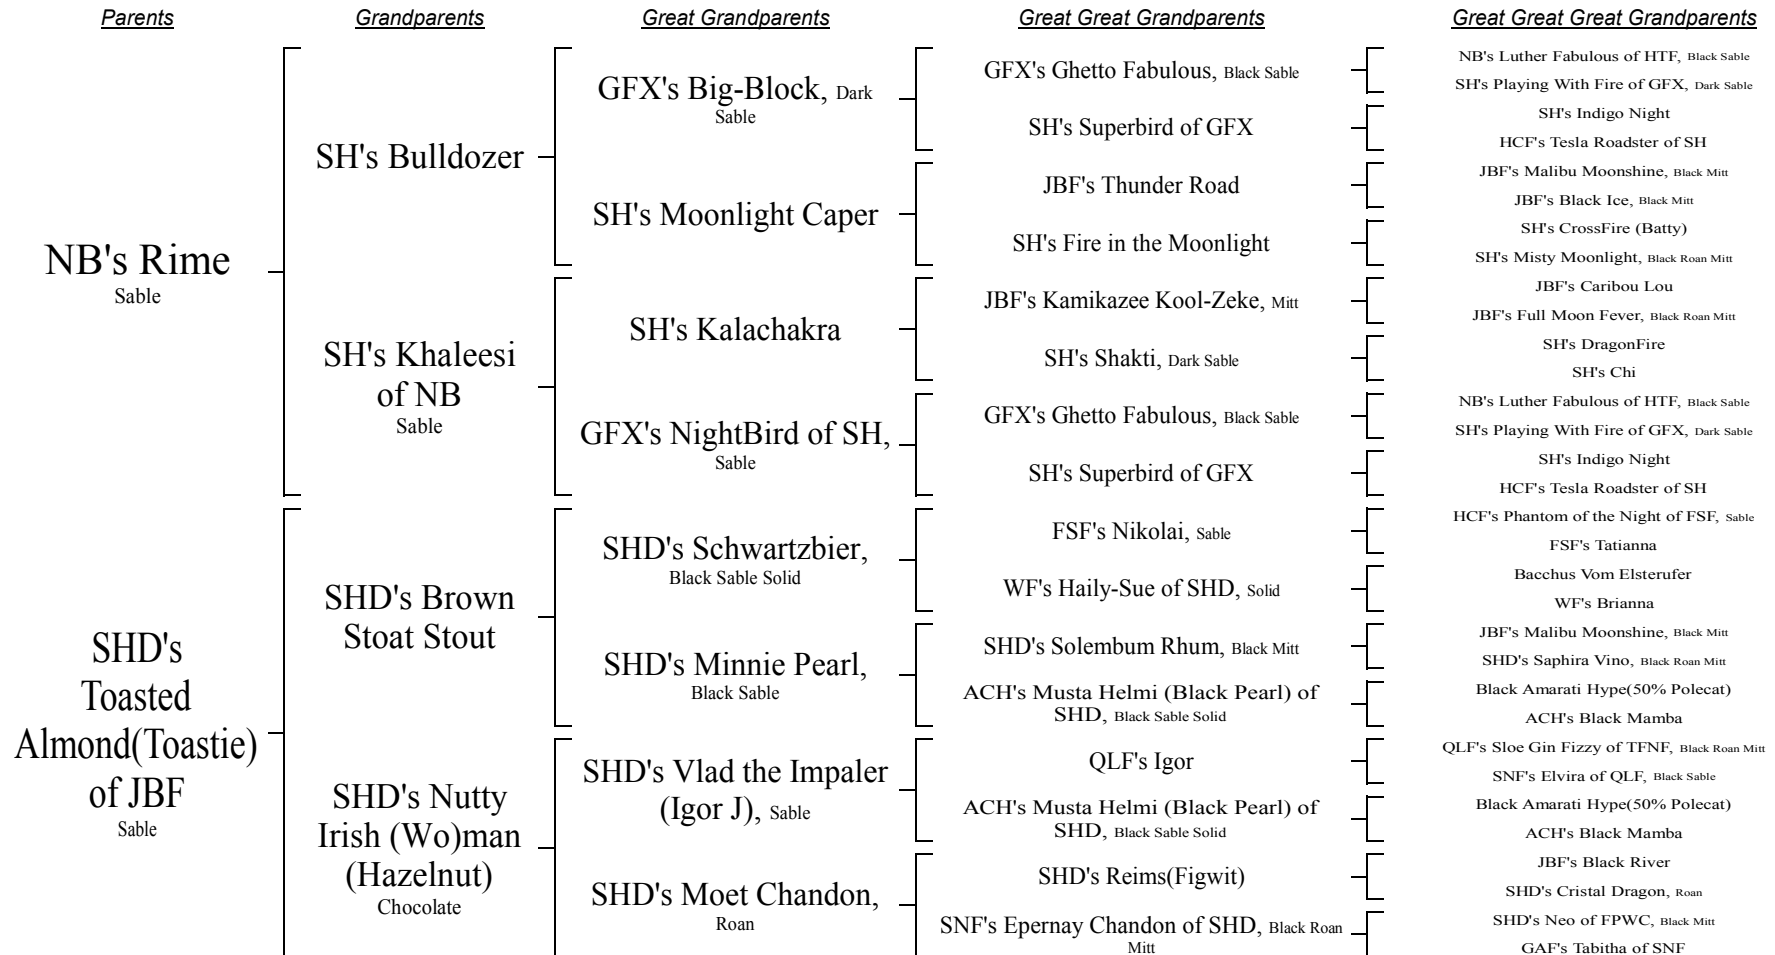 Parents
Grandparents
Great Grandparents
Great Great Grandparents
Great Great Great Grandparents
NB's Rime
Sable
SHD's
Toasted
Almond(Toastie)
of JBF
Sable
SH's Bulldozer
SH's Khaleesi
of NB
Sable
SHD's Brown
Stoat Stout
SHD's Nutty
Irish (Wo)man
(Hazelnut)
Chocolate
GFX's Big-Block, Dark
Sable
SH's Moonlight Caper
SH's Kalachakra
GFX's NightBird of SH,
Sable
SHD's Schwartzbier,
Black Sable Solid
SHD's Minnie Pearl,
Black Sable
SHD's Vlad the Impaler
(Igor J), Sable
SHD's Moet Chandon,
Roan
GFX's Ghetto Fabulous, Black Sable
SH's Superbird of GFX
JBF's Thunder Road
SH's Fire in the Moonlight
JBF's Kamikazee Kool-Zeke, Mitt
SH's Shakti, Dark Sable
GFX's Ghetto Fabulous, Black Sable
SH's Superbird of GFX
FSF's Nikolai, Sable
WF's Haily-Sue of SHD, Solid
SHD's Solembum Rhum, Black Mitt
ACH's Musta Helmi (Black Pearl) of
SHD, Black Sable Solid
QLF's Igor
ACH's Musta Helmi (Black Pearl) of
SHD, Black Sable Solid
SHD's Reims(Figwit)
SNF's Epernay Chandon of SHD, Black Roan
Mitt
NB's Luther Fabulous of HTF, Black Sable
SH's Playing With Fire of GFX, Dark Sable
SH's Indigo Night
HCF's Tesla Roadster of SH
JBF's Malibu Moonshine, Black Mitt
JBF's Black Ice, Black Mitt
SH's CrossFire (Batty)
SH's Misty Moonlight, Black Roan Mitt
JBF's Caribou Lou
JBF's Full Moon Fever, Black Roan Mitt
SH's DragonFire
SH's Chi
NB's Luther Fabulous of HTF, Black Sable
SH's Playing With Fire of GFX, Dark Sable
SH's Indigo Night
HCF's Tesla Roadster of SH
HCF's Phantom of the Night of FSF, Sable
FSF's Tatianna
Bacchus Vom Elsterufer
WF's Brianna
JBF's Malibu Moonshine, Black Mitt
SHD's Saphira Vino, Black Roan Mitt
Black Amarati Hype(50% Polecat)
ACH's Black Mamba
QLF's Sloe Gin Fizzy of TFNF, Black Roan Mitt
SNF's Elvira of QLF, Black Sable
Black Amarati Hype(50% Polecat)
ACH's Black Mamba
JBF's Black River
SHD's Cristal Dragon, Roan
SHD's Neo of FPWC, Black Mitt
GAF's Tabitha of SNF